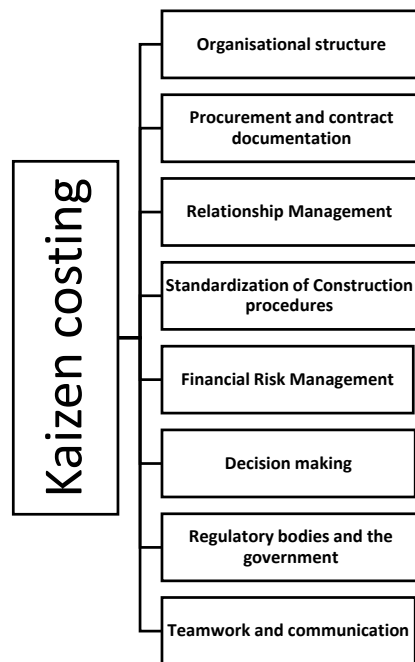 Kaizen costing
Organisational structure
Procurement and contract
documentation
Relationship Management
Standardization of Construction
procedures
Financial Risk Management
Decision making
Regulatory bodies and the
government
Teamwork and communication